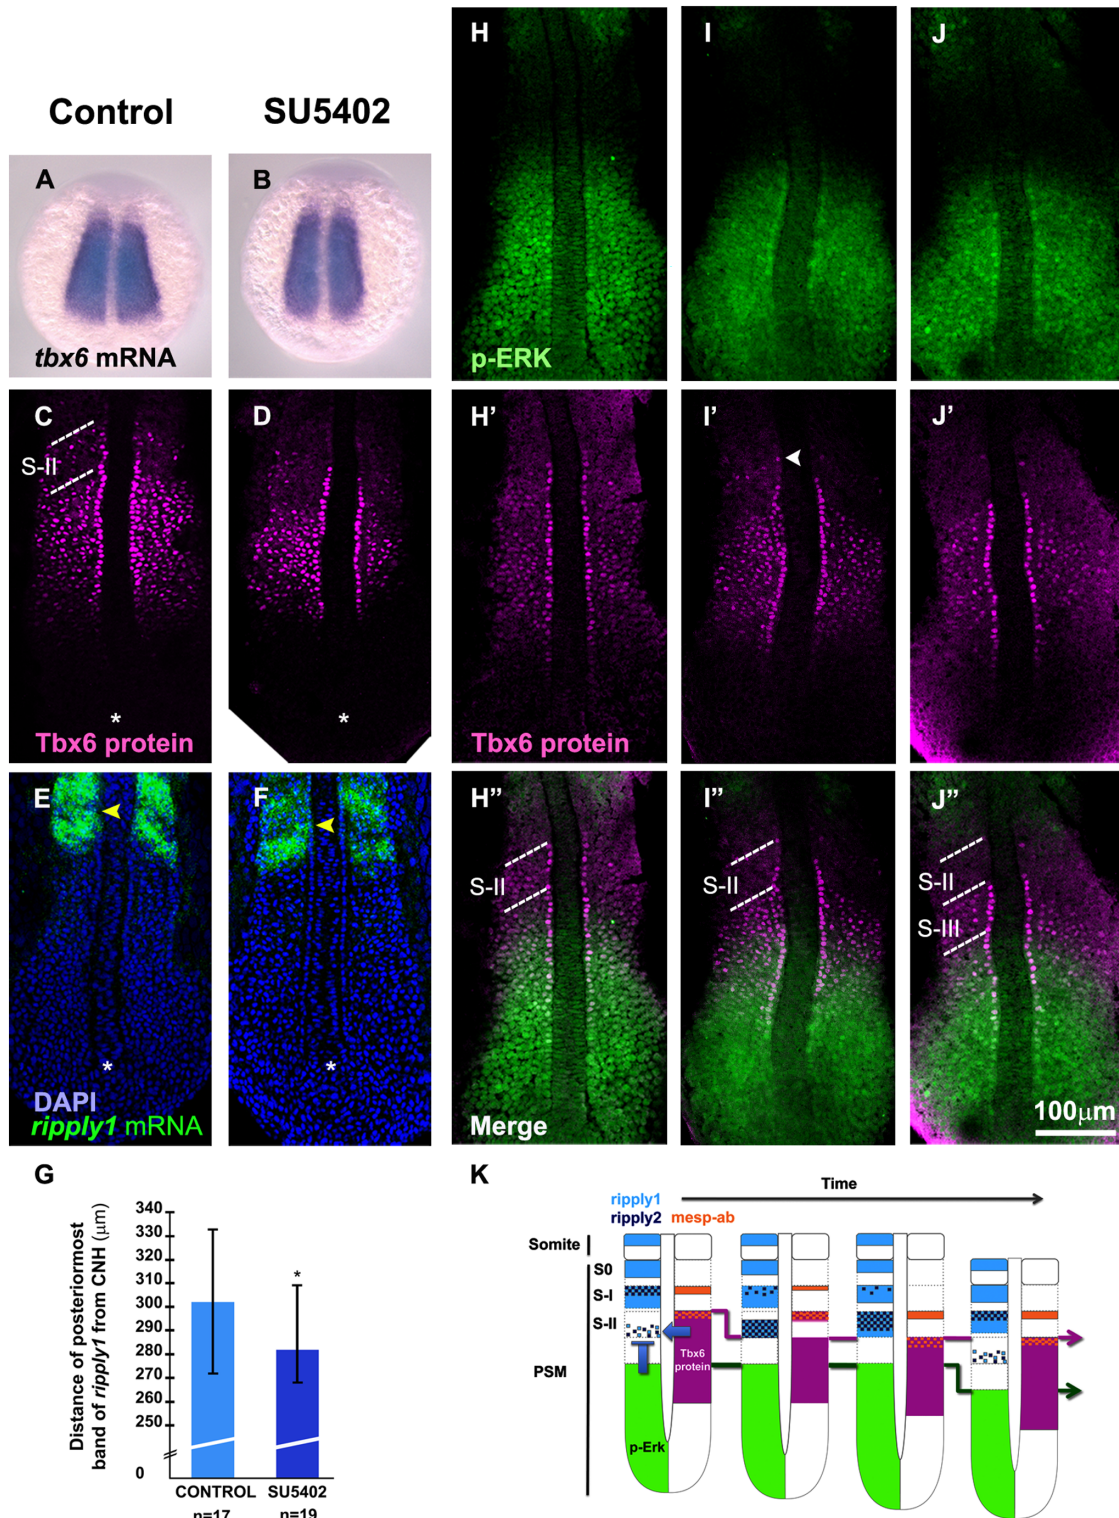 Control
SU5402
A
tbx6 mRNA
B
C
S-II
Tbx6 protein
*
D
*
E
DAPI
ripply1 mRNA
*
F
*
H
p-ERK
I
J
H'
Tbx6 protein
I'
J'
H"
S-II
Merge
I"
S-II
J"
S-II
S-III
100μm
G
Distance of posteriormost
band of ripply1 from CNH (μm)
340
330
320
310
300
290
280
270
260
250
0
*
CONTROL
SU5402
n=17
n=19
K
Time
ripply1
ripply2
mesp-ab
Somite
S0
S-I
S-II
PSM
Tbx6
protein
p-Erk